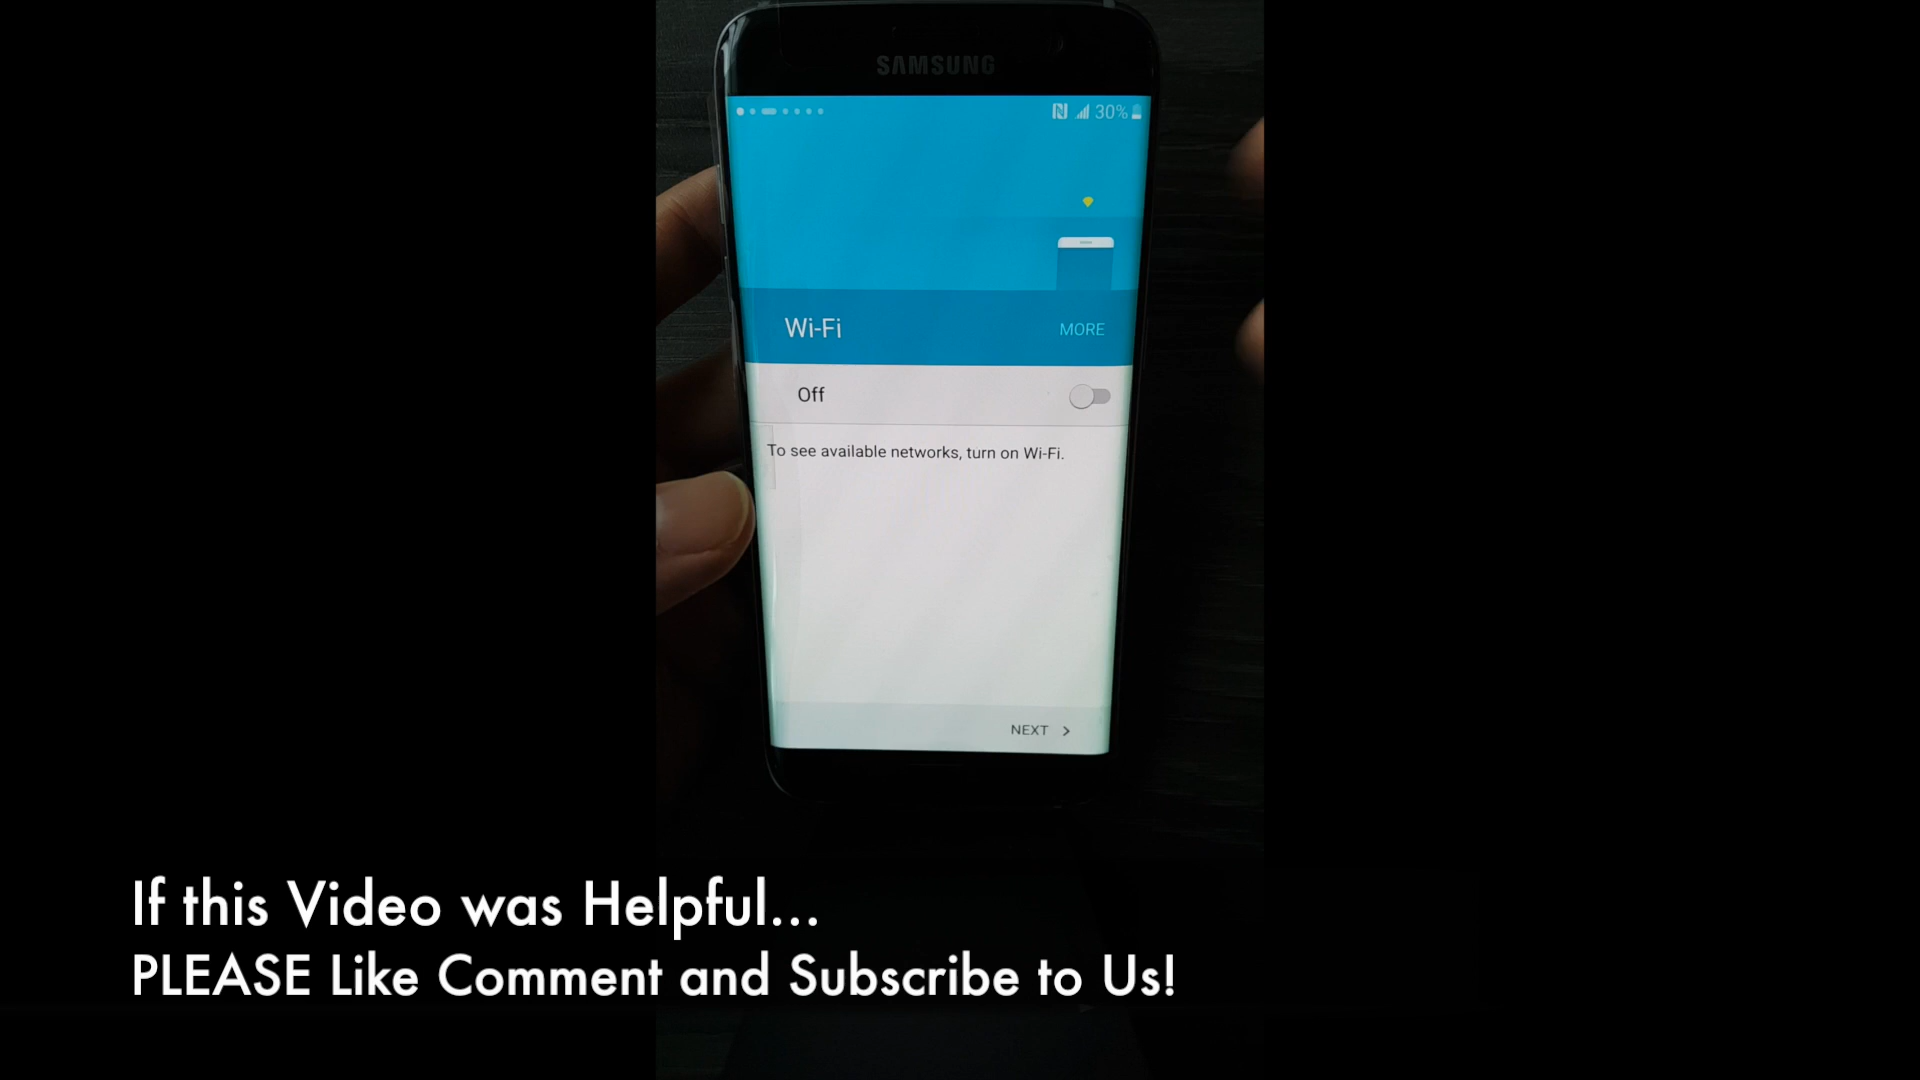 SAMSUNG
30%
Wi-Fi
MORE
Off
To see available networks, turn on Wi-Fi.
NEXT >
If this Video was Helpful...
PLEASE Like Comment and Subscribe to Us!